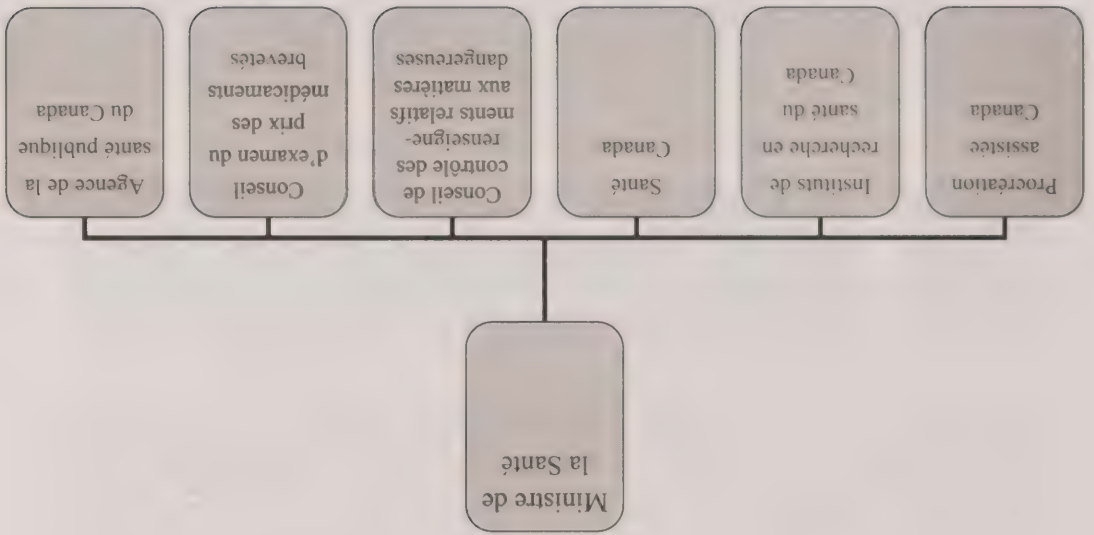 Ministre de
la Santé
Procréation
assistée
Canada
Instituts de
recherche en
santé du
Canada
Santé
Canada
Conseil de
contrôle des
renseigne-
ments relatifs
aux matières
dangereuses
Conseil
d'examen du
prix des
médicaments
brevetés
Agence de la
santé publique
du Canada